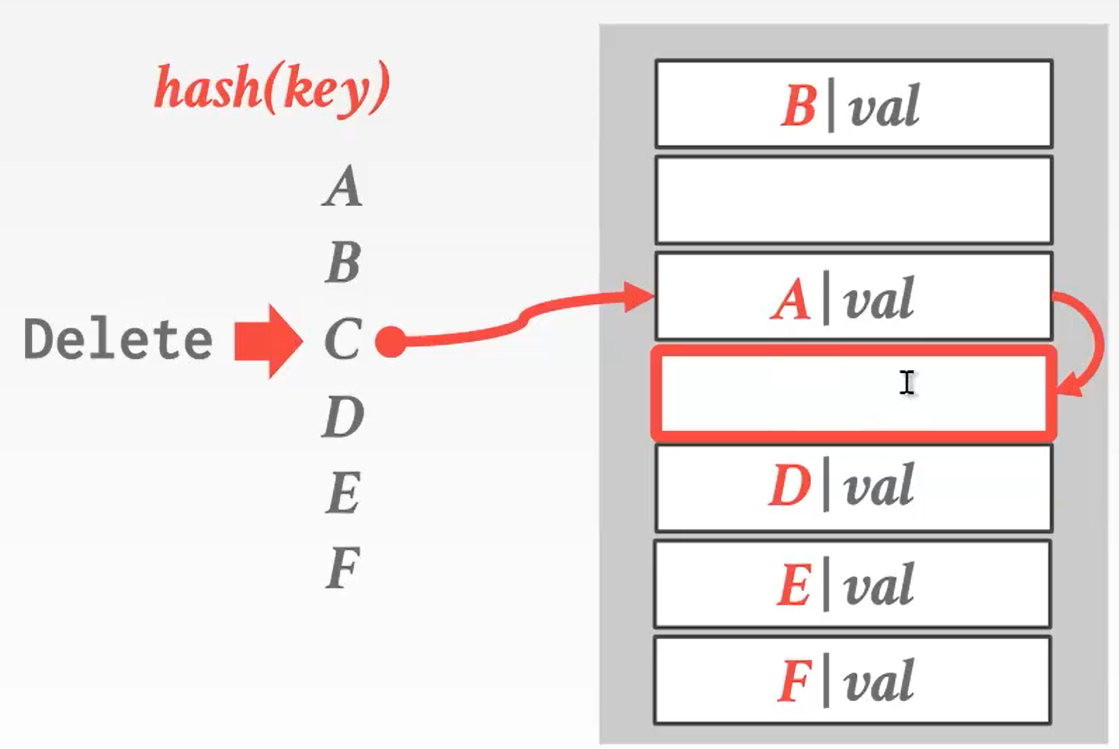 hash(key)
A
B
Delete C
D
E
F
B|val
A|val
D|val
E|val
F|val